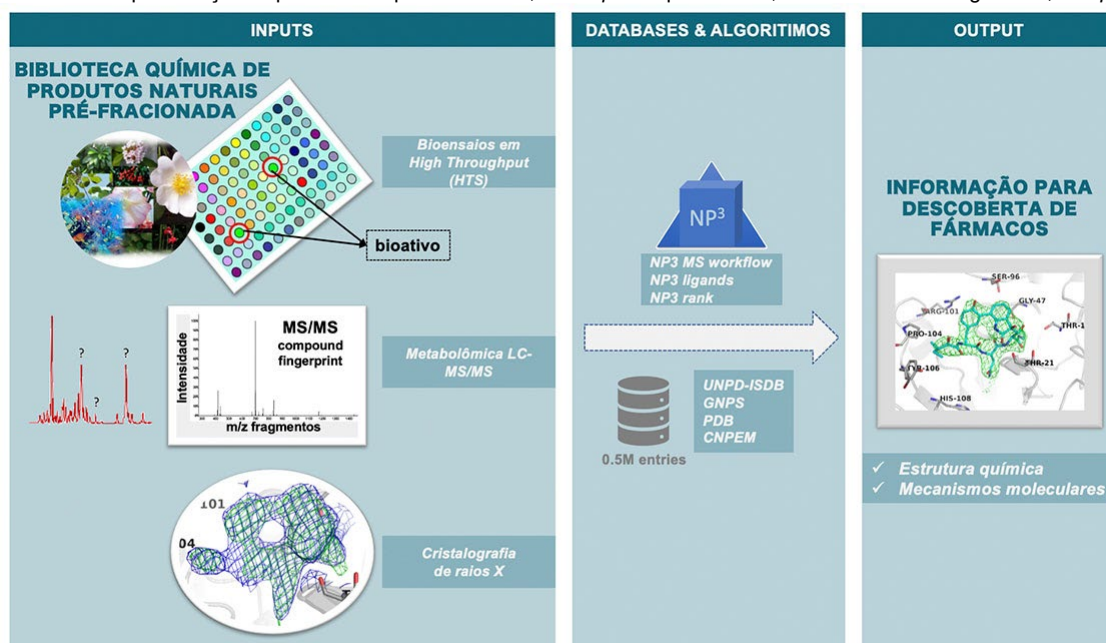 INPUTS
BIBLIOTECA QUÍMICA DE
PRODUTOS NATURAIS
PRÉ-FRACIONADA
Bioensaios em
High Throughput
(HTS)
bioativo
? ? ?
?
MS/MS
compound
fingerprint
Intensidade
m/z fragmentos
Metabolômica LC-
MS/MS
101
04
Cristalografia
de raios X
DATABASES & ALGORITIMOS
NP³
NP3 MS workflow
NP3 ligands
NP3 rank
0.5M entries
UNPD-ISDB
GNPS
PDB
CNPEM
OUTPUT
INFORMAÇÃO PARA
DESCOBERTA DE
FÁRMACOS
SER-96
GLY-47
ARG-101
THR-1
PRO-104
THR-21
TYR-106
HIS-108
✓ Estrutura química
✓ Mecanismos moleculares